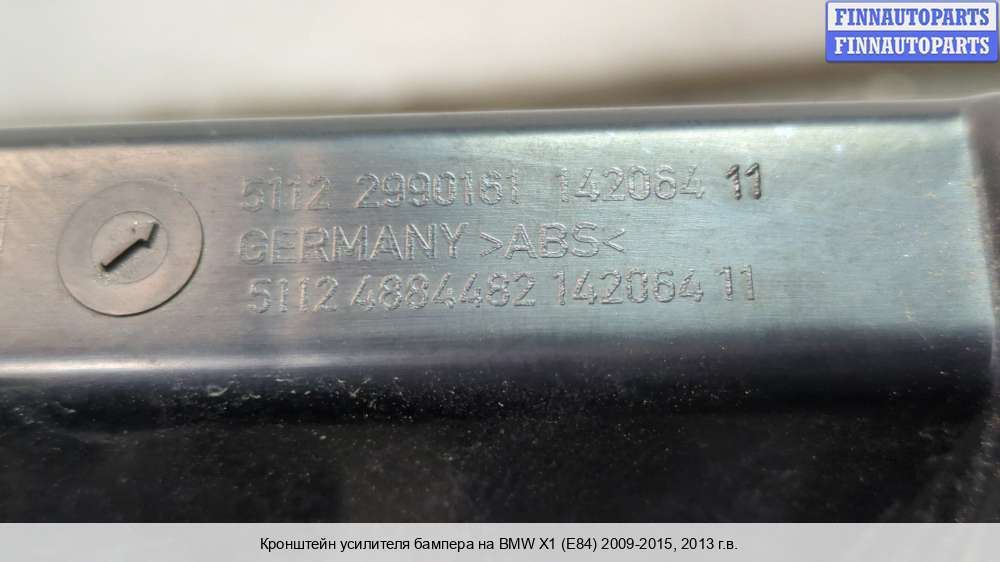 FINNAUTOPARTS
FINNAUTOPARTS
5112 2990161 142064 11
GERMANY >ABS<
5112 4884482 142064 11
Кронштейн усилителя бампера на BMW X1 (E84) 2009-2015, 2013 г.в.